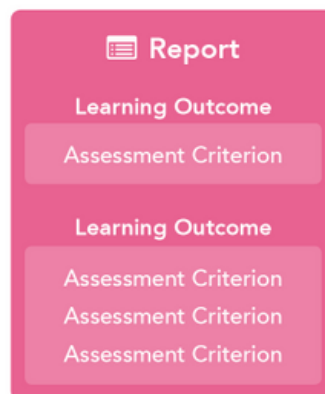 Report
Learning Outcome
Assessment Criterion
Learning Outcome
Assessment Criterion
Assessment Criterion
Assessment Criterion